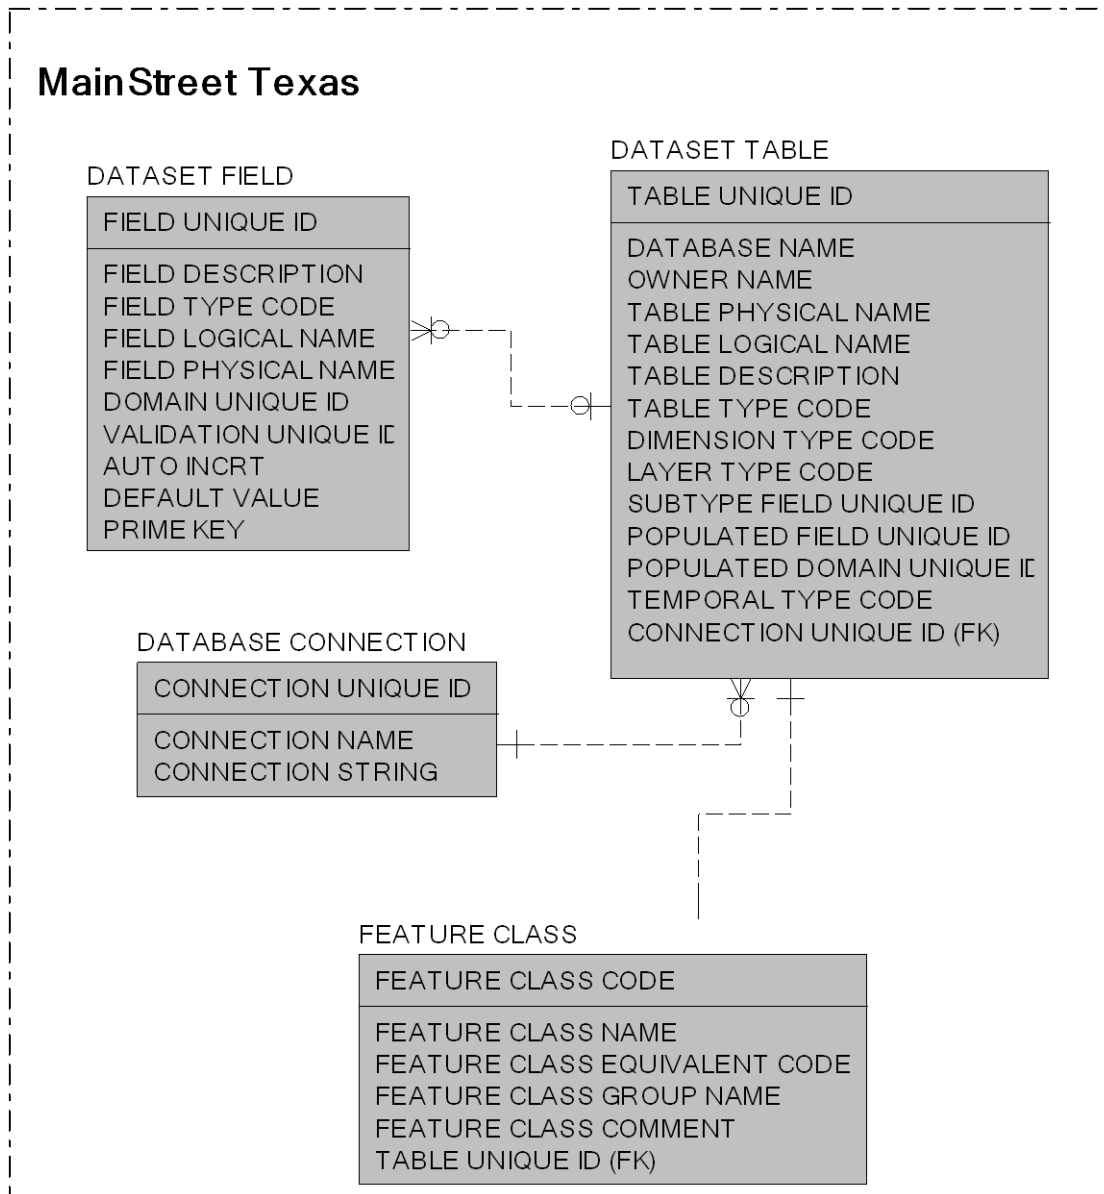 MainStreet Texas
DATASET FIELD
FIELD UNIQUE ID
FIELD DESCRIPTION
FIELD TYPE CODE
FIELD LOGICAL NAME
FIELD PHYSICAL NAME
DOMAIN UNIQUE ID
VALIDATION UNIQUE ID
AUTO INCRT
DEFAULT VALUE
PRIME KEY
DATASET TABLE
TABLE UNIQUE ID
DATABASE NAME
OWNER NAME
TABLE PHYSICAL NAME
TABLE LOGICAL NAME
TABLE DESCRIPTION
TABLE TYPE CODE
DIMENSION TYPE CODE
LAYER TYPE CODE
SUBTYPE FIELD UNIQUE ID
POPULATED FIELD UNIQUE ID
POPULATED DOMAIN UNIQUE ID
TEMPORAL TYPE CODE
CONNECTION UNIQUE ID (FK)
DATABASE CONNECTION
CONNECTION UNIQUE ID
CONNECTION NAME
CONNECTION STRING
FEATURE CLASS
FEATURE CLASS CODE
FEATURE CLASS NAME
FEATURE CLASS EQUIVALENT CODE
FEATURE CLASS GROUP NAME
FEATURE CLASS COMMENT
TABLE UNIQUE ID (FK)